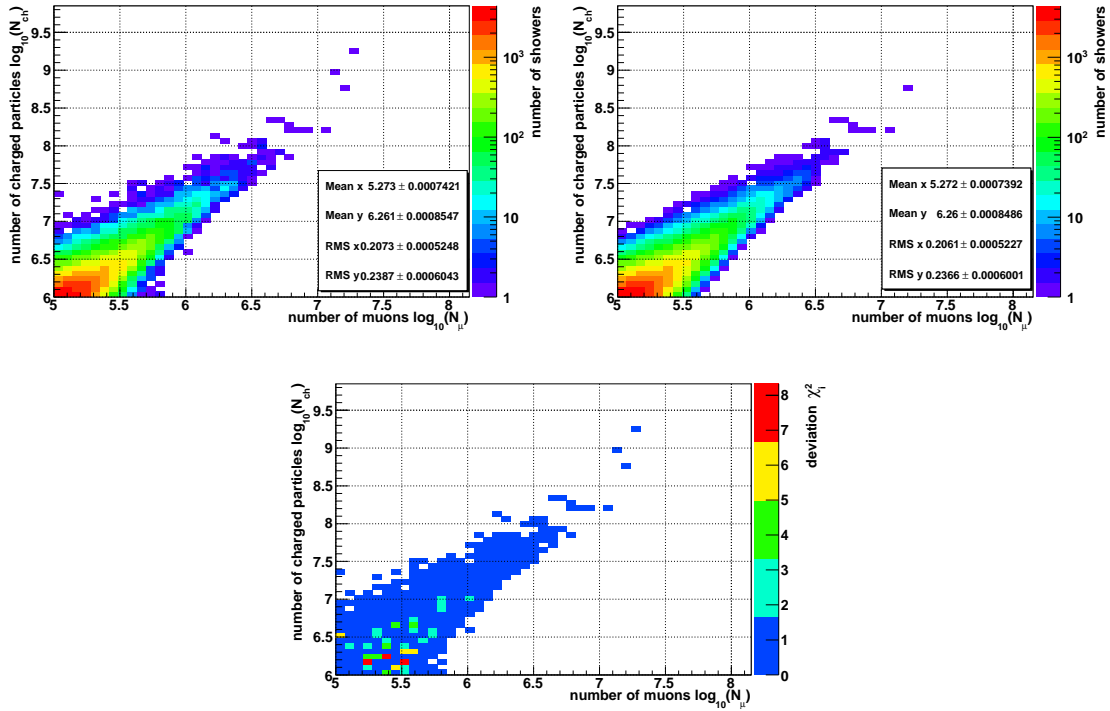 number of charged particles log₁₀(N_ch)
9.5
9
8.5
8
7.5
7
6.5
6
5 5.5 6 6.5 7 7.5 8
number of muons log₁₀(N_μ)
Mean x 5.273 ± 0.0007421
Mean y 6.261 ± 0.0008547
RMS x 0.2073 ± 0.0005248
RMS y 0.2387 ± 0.0006043
number of showers
10³
10²
10
1
number of charged particles log₁₀(N_ch)
9.5
9
8.5
8
7.5
7
6.5
6
5 5.5 6 6.5 7 7.5 8
number of muons log₁₀(N_μ)
Mean x 5.272 ± 0.0007392
Mean y 6.26 ± 0.0008486
RMS x 0.2061 ± 0.0005227
RMS y 0.2366 ± 0.0006001
number of showers
10³
10²
10
1
number of charged particles log₁₀(N_ch)
9.5
9
8.5
8
7.5
7
6.5
6
5 5.5 6 6.5 7 7.5 8
number of muons log₁₀(N_μ)
deviation χ²ᵢ
8
7
6
5
4
3
2
1
0